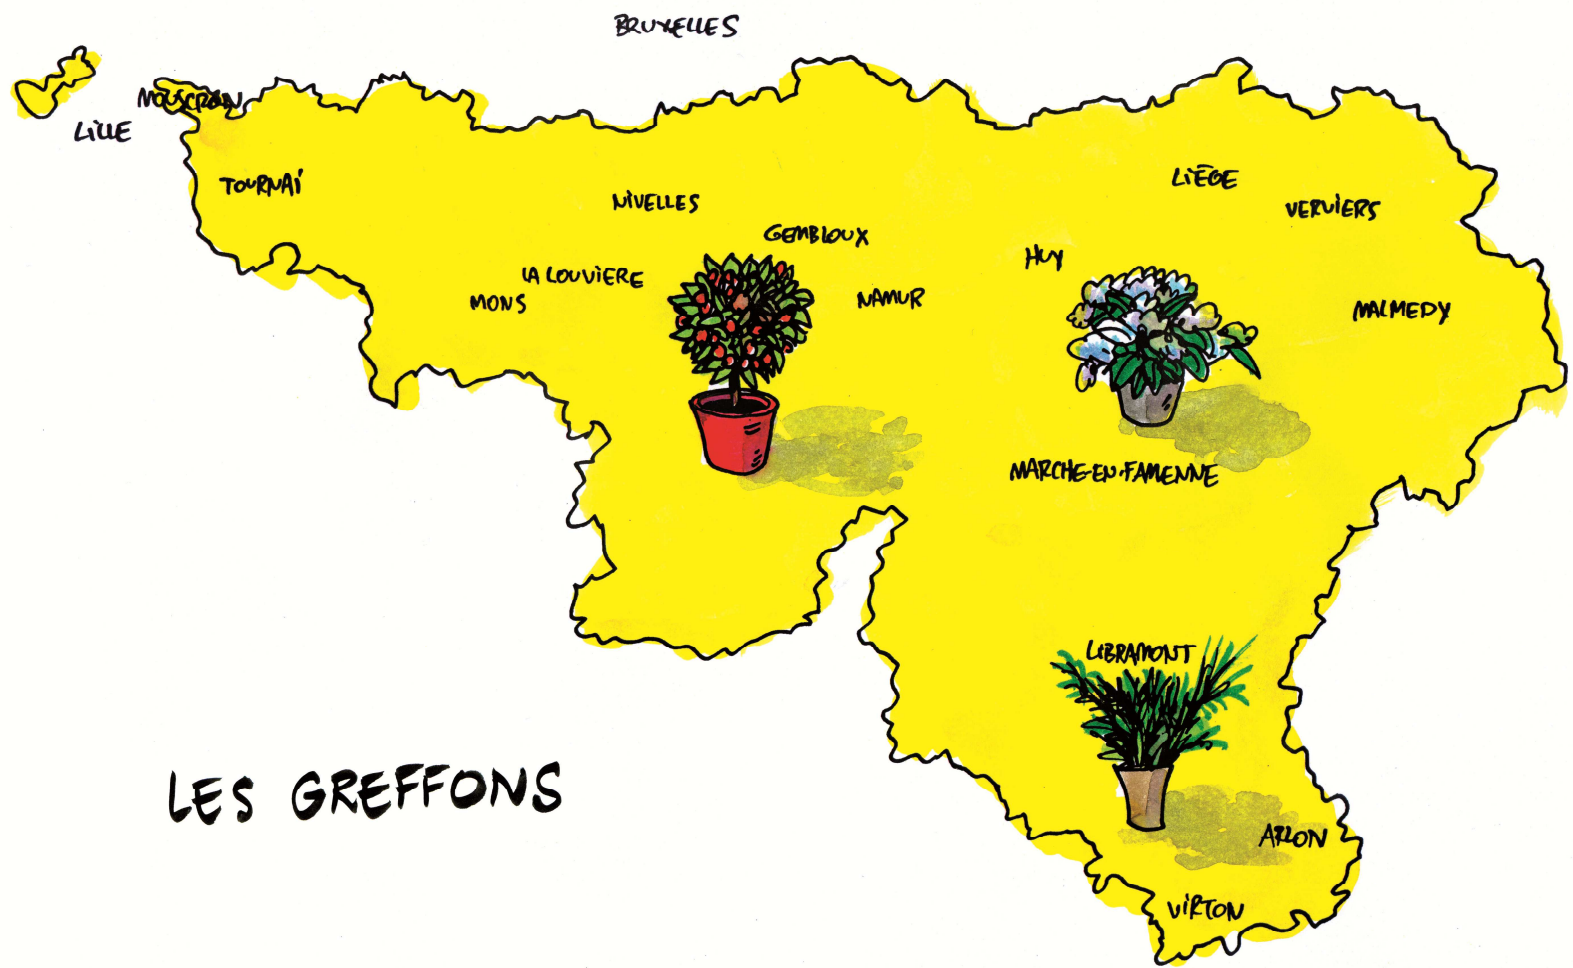 BRUXELLES
MOUSCRON
LILLE
TOURNAI
LIÈGE
NIVELLES
VERVIERS
GEMBLOUX
HUY
LA LOUVIERE
MONS
NAMUR
MALMEDY
MARCHE-EN-FAMENNE
LIBRAMONT
LES GREFFONS
ARLON
VIRTON